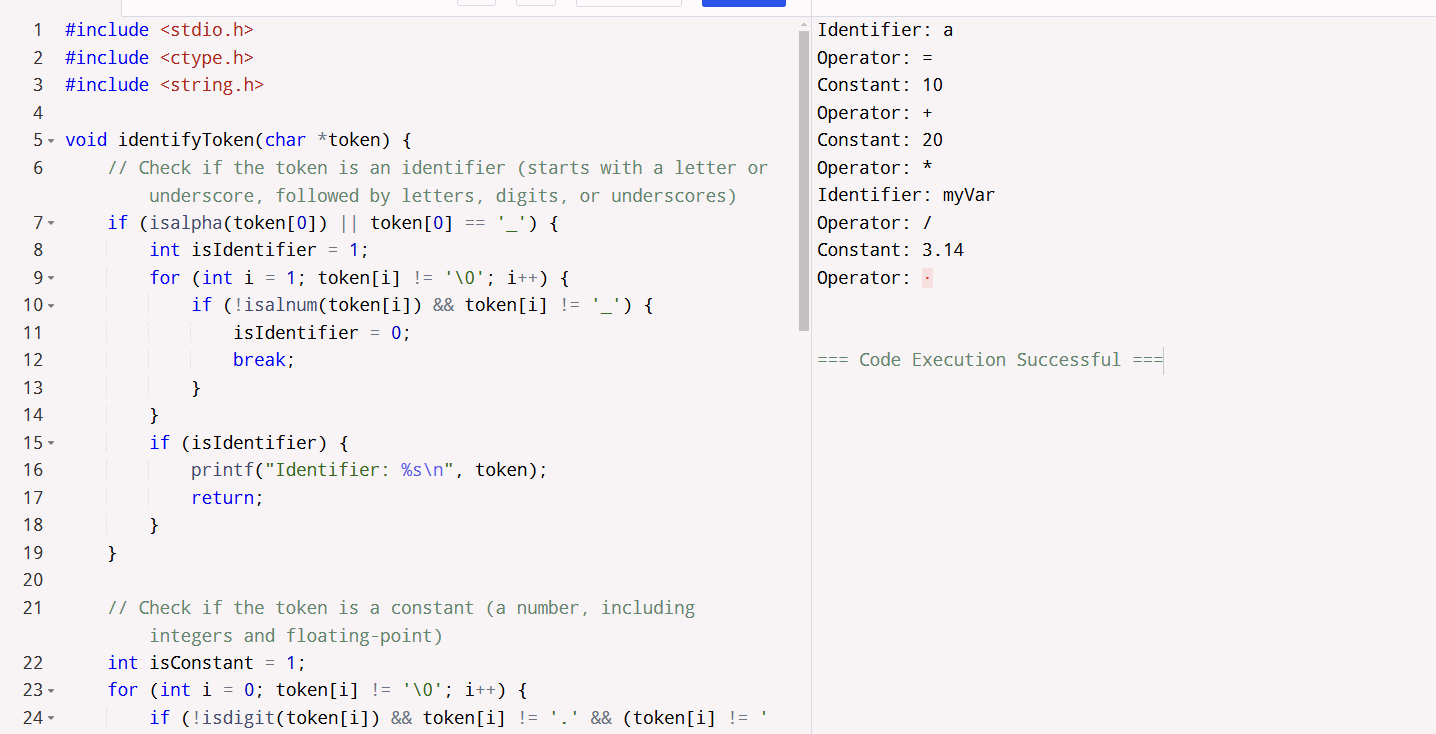 1 #include <stdio.h>
2 #include <ctype.h>
3 #include <string.h>
4
5 void identifyToken(char *token) {
6 // Check if the token is an identifier (starts with a letter or
underscore, followed by letters, digits, or underscores)
7 if (isalpha(token[0]) || token[0] == '_') {
8 int isIdentifier = 1;
9 for (int i = 1; token[i] != '\0'; i++) {
10 if (!isalnum(token[i]) && token[i] != '_') {
11 isIdentifier = 0;
12 break;
13 }
14 }
15 if (isIdentifier) {
16 printf("Identifier: %s\n", token);
17 return;
18 }
19 }
20
21 // Check if the token is a constant (a number, including
integers and floating-point)
22 int isConstant = 1;
23 for (int i = 0; token[i] != '\0'; i++) {
24 if (!isdigit(token[i]) && token[i] != '.' && (token[i] != '
Identifier: a
Operator: =
Constant: 10
Operator: +
Constant: 20
Operator: *
Identifier: myVar
Operator: /
Constant: 3.14
Operator: ·
=== Code Execution Successful ===